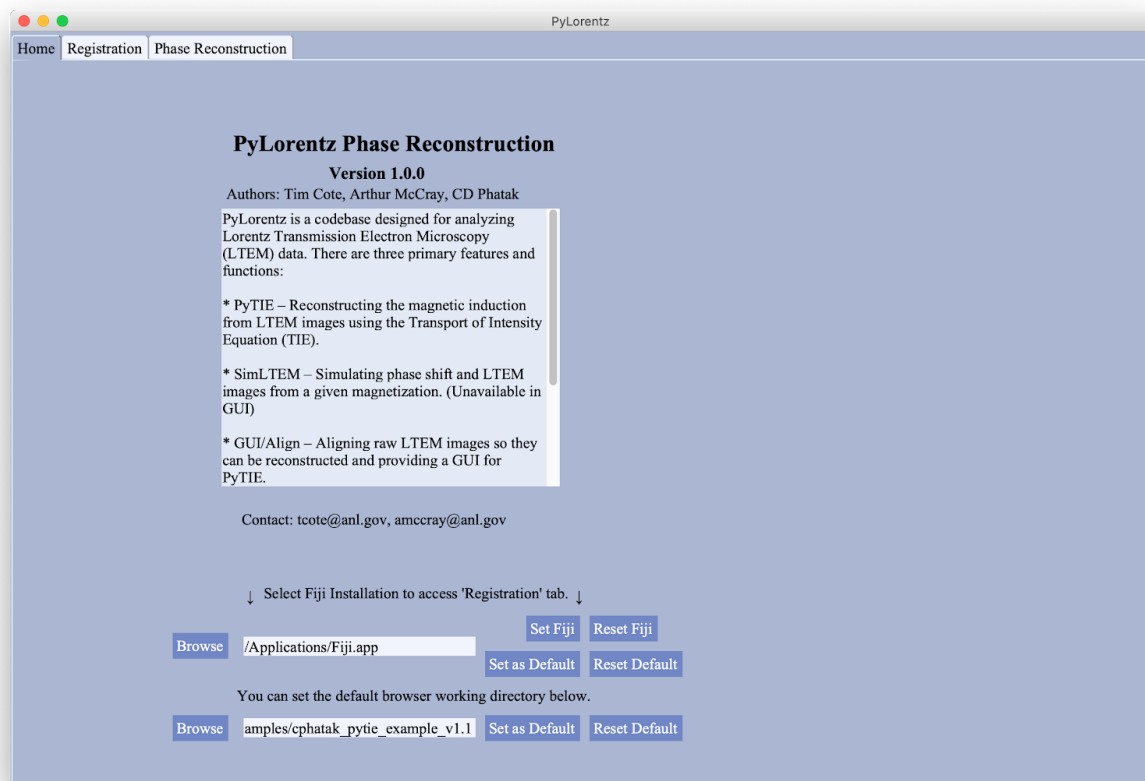 PyLorentz
Home Registration Phase Reconstruction
PyLorentz Phase Reconstruction
Version 1.0.0
Authors: Tim Cote, Arthur McCray, CD Phatak
PyLorentz is a codebase designed for analyzing
Lorentz Transmission Electron Microscopy
(LTEM) data. There are three primary features and
functions:
* PyTIE – Reconstructing the magnetic induction
from LTEM images using the Transport of Intensity
Equation (TIE).
* SimLTEM – Simulating phase shift and LTEM
images from a given magnetization. (Unavailable in
GUI)
* GUI/Align – Aligning raw LTEM images so they
can be reconstructed and providing a GUI for
PyTIE.
Contact: tcote@anl.gov, amccray@anl.gov
↓ Select Fiji Installation to access 'Registration' tab. ↓
Set Fiji Reset Fiji
Browse /Applications/Fiji.app
Set as Default Reset Default
You can set the default browser working directory below.
Browse amples/cphatak_pytie_example_v1.1 Set as Default Reset Default